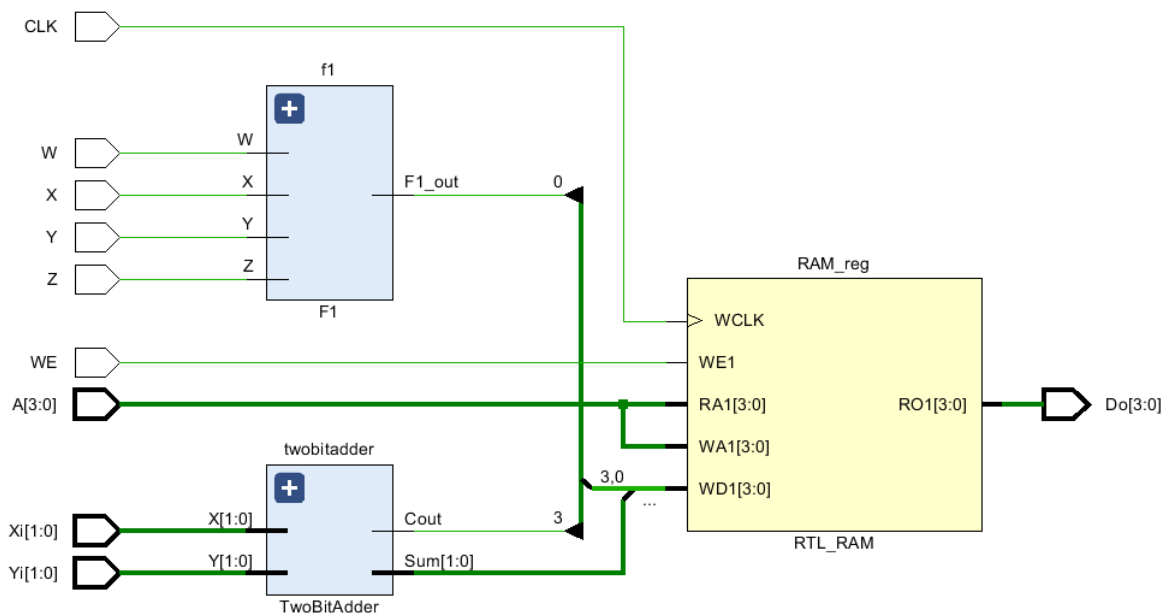 CLK
f1
W
W
X
X
F1_out
0
Y
Y
Z
Z
F1
RAM_reg
WCLK
WE
WE1
A[3:0]
RA1[3:0]
RO1[3:0]
Do[3:0]
WA1[3:0]
twobitadder
3,0
WD1[3:0]
...
Xi[1:0]
X[1:0]
Cout
3
RTL_RAM
Yi[1:0]
Y[1:0]
Sum[1:0]
TwoBitAdder